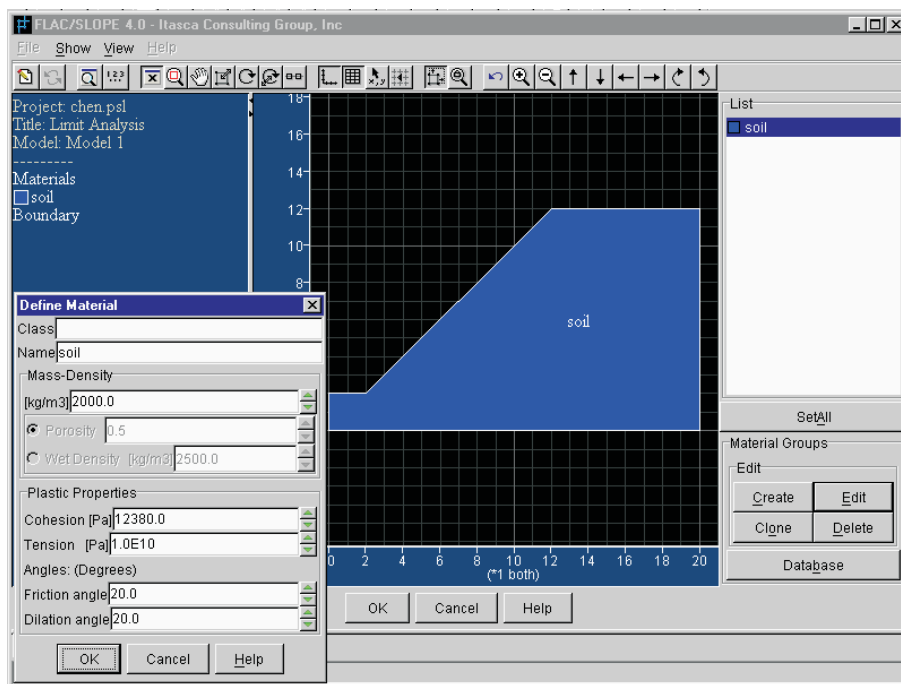 FLAC/SLOPE 4.0 - Itasca Consulting Group, Inc
File Show View Help
123
Project: chen.psl
Title: Limit Analysis
Model: Model 1
---------
Materials
soil
Boundary
18
16
14
12
10
8
soil
0 2 4 6 8 10 12 14 16 18 20
(*1 both)
OK Cancel Help
List
soil
SetAll
Material Groups
Edit
Create Edit
Clone Delete
Database
Define Material
Class
Name soil
Mass-Density
[kg/m3] 2000.0
Porosity 0.5
Wet Density [kg/m3] 2500.0
Plastic Properties
Cohesion [Pa] 12380.0
Tension [Pa] 1.0E10
Angles: (Degrees)
Friction angle 20.0
Dilation angle 20.0
OK Cancel Help